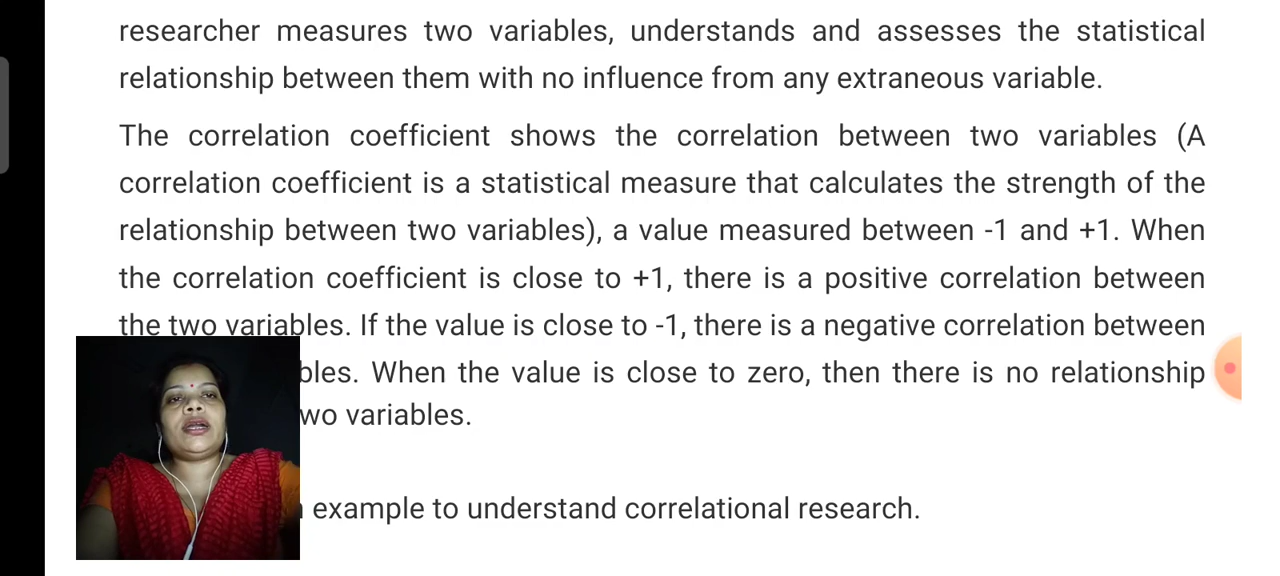 researcher measures two variables, understands and assesses the statistical
relationship between them with no influence from any extraneous variable.
The correlation coefficient shows the correlation between two variables (A
correlation coefficient is a statistical measure that calculates the strength of the
relationship between two variables), a value measured between -1 and +1. When
the correlation coefficient is close to +1, there is a positive correlation between
the two variables. If the value is close to -1, there is a negative correlation between
bles. When the value is close to zero, then there is no relationship
wo variables.
example to understand correlational research.